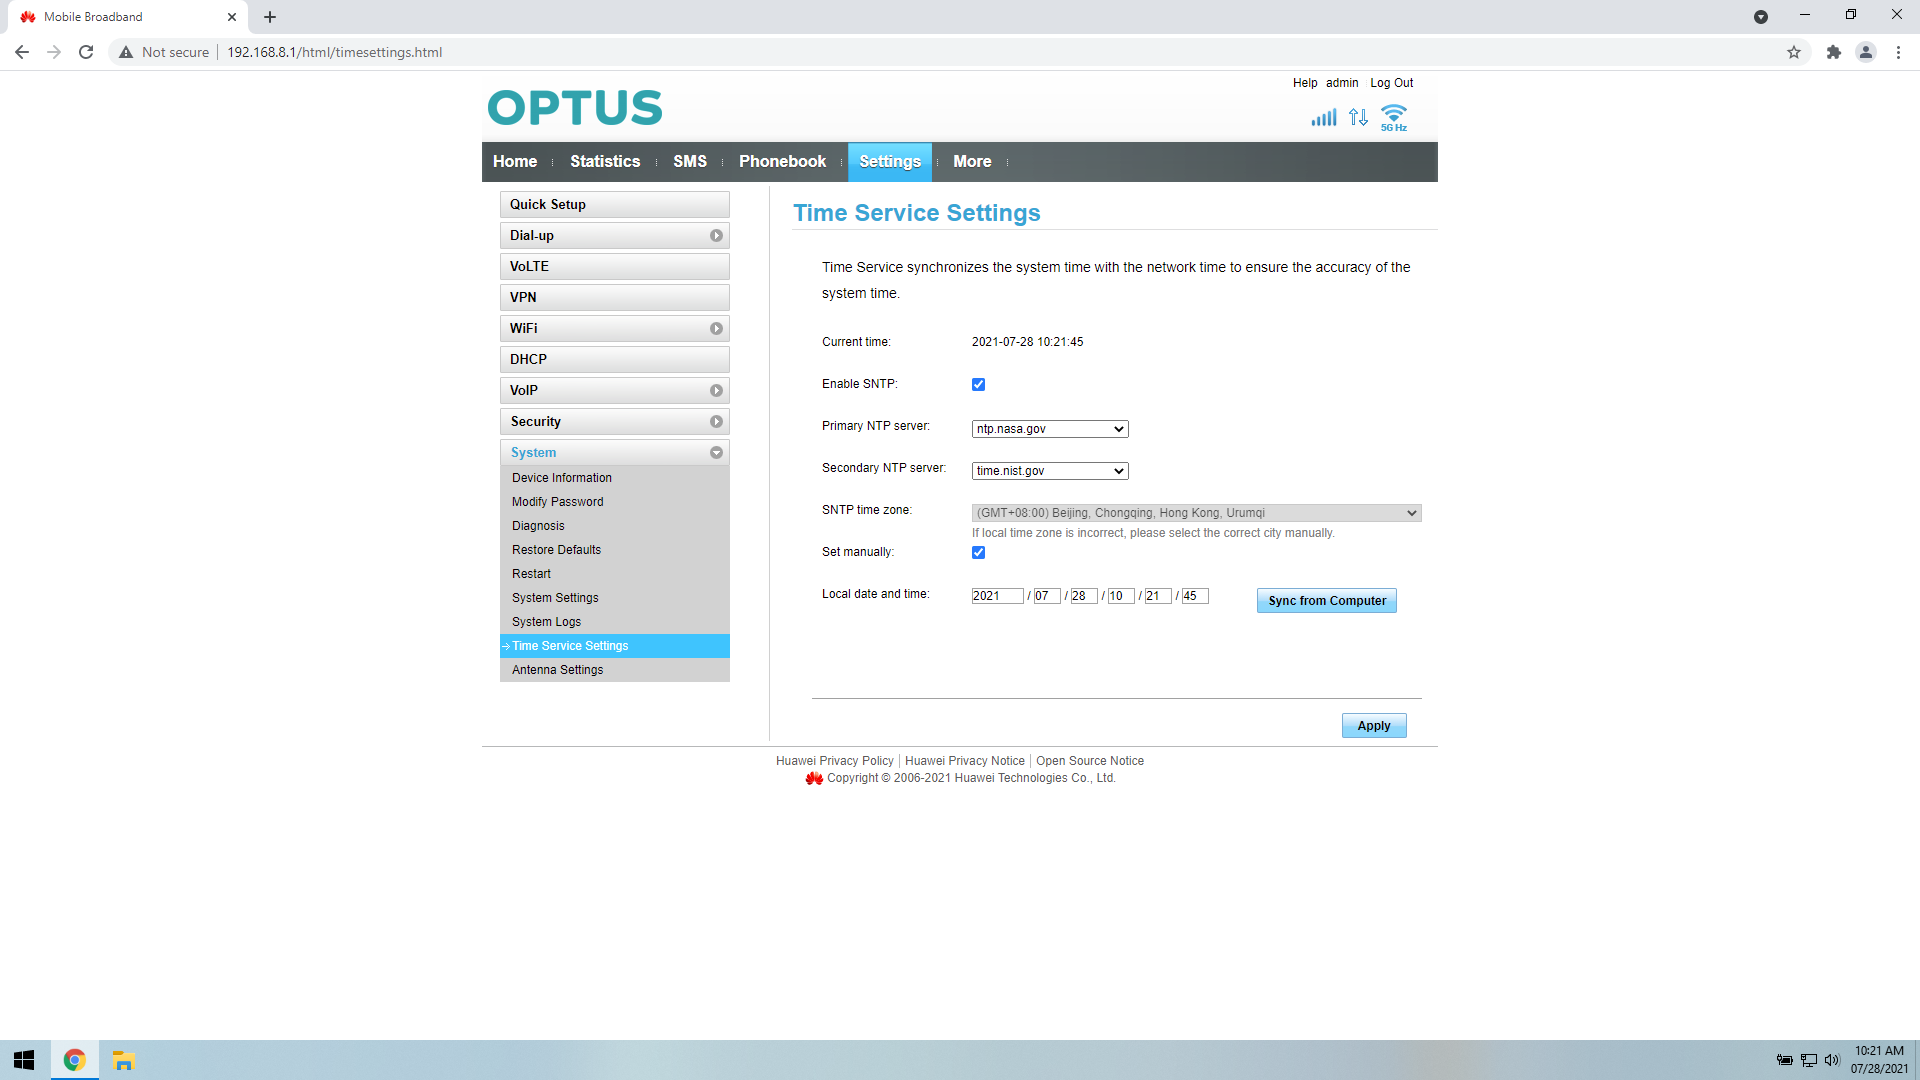 Mobile Broadband
Not secure
192.168.8.1/html/timesettings.html
Help admin Log Out
OPTUS
5G Hz
Home Statistics SMS Phonebook Settings More
Quick Setup
Dial-up
VoLTE
VPN
WiFi
DHCP
VoIP
Security
System
Device Information
Modify Password
Diagnosis
Restore Defaults
Restart
System Settings
System Logs
Time Service Settings
Antenna Settings
Time Service Settings
Time Service synchronizes the system time with the network time to ensure the accuracy of the
system time.
Current time: 2021-07-28 10:21:45
Enable SNTP:
Primary NTP server: ntp.nasa.gov
Secondary NTP server: time.nist.gov
SNTP time zone: (GMT+08:00) Beijing, Chongqing, Hong Kong, Urumqi
If local time zone is incorrect, please select the correct city manually.
Set manually:
Local date and time: 2021 / 07 / 28 / 10 / 21 / 45 Sync from Computer
Apply
Huawei Privacy Policy | Huawei Privacy Notice | Open Source Notice
Copyright © 2006-2021 Huawei Technologies Co., Ltd.
10:21 AM
07/28/2021